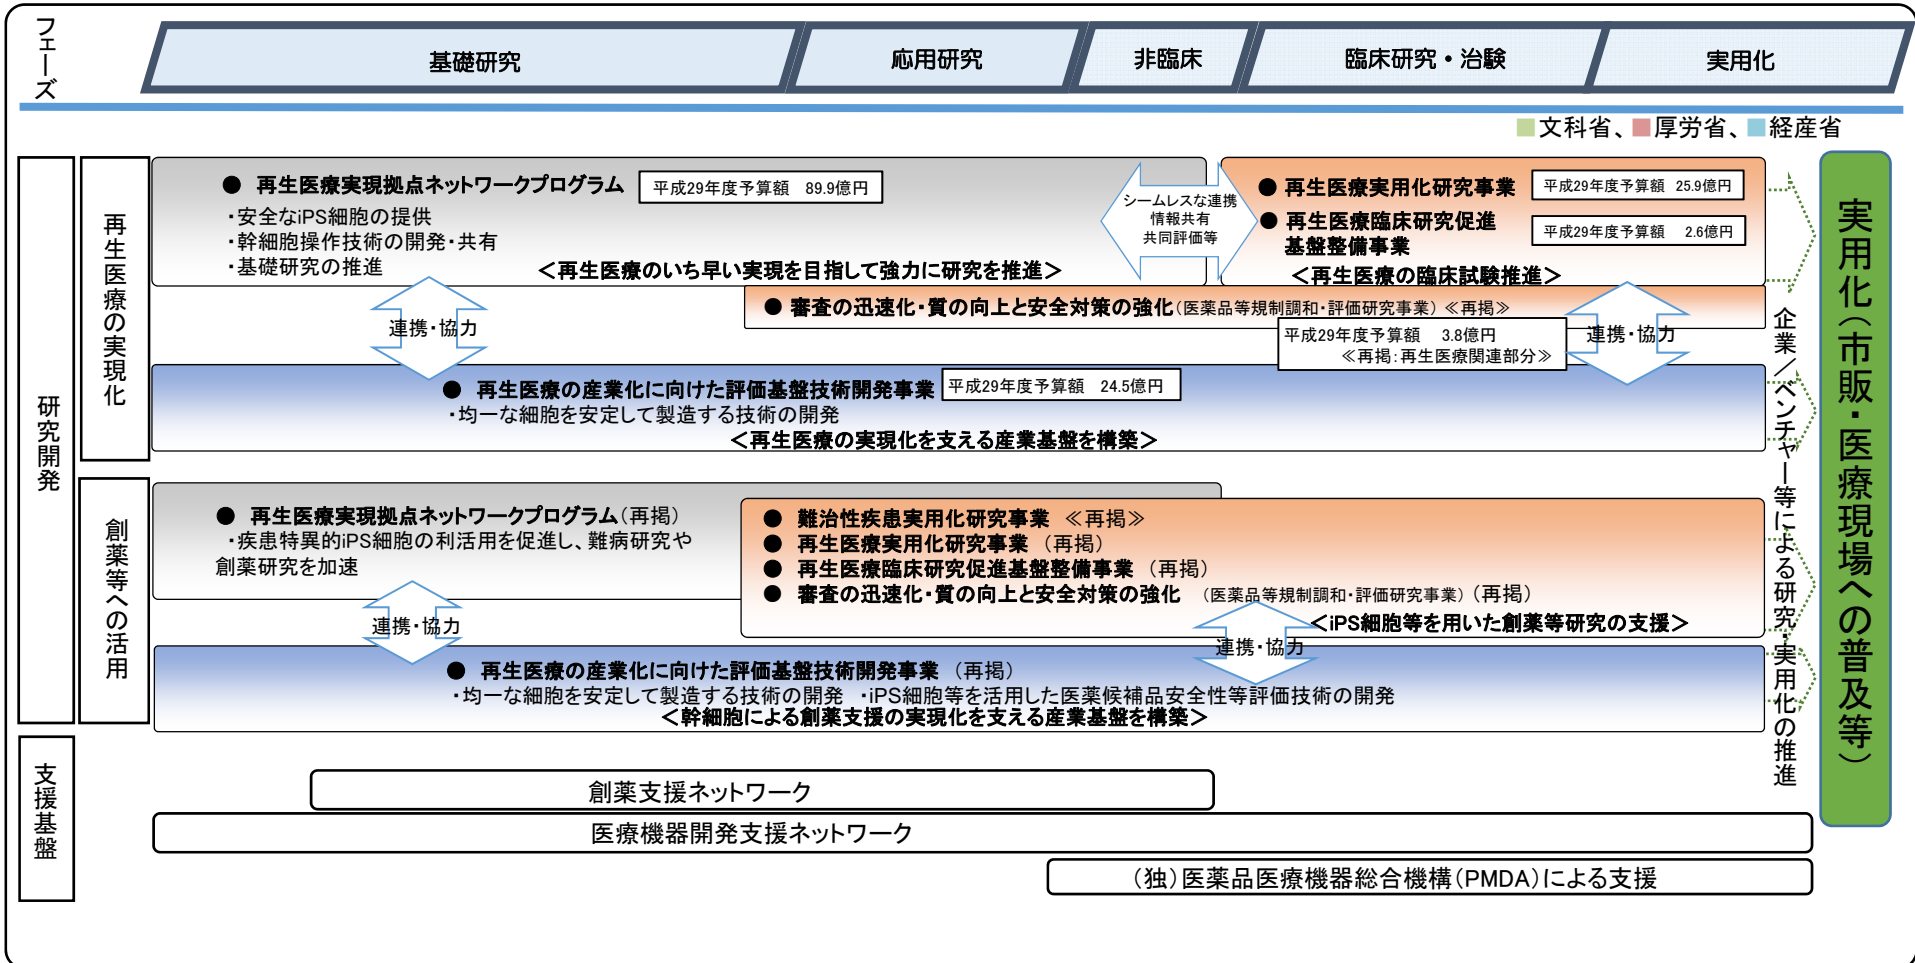 フェーズ
基礎研究
応用研究
非臨床
臨床研究・治験
実用化
文科省、厚労省、経産省
研究開発
再生医療の実現化
● 再生医療実現拠点ネットワークプログラム
平成29年度予算額 89.9億円
・安全なiPS細胞の提供
・幹細胞操作技術の開発・共有
・基礎研究の推進
＜再生医療のいち早い実現を目指して強力に研究を推進＞
シームレスな連携
情報共有
共同評価等
● 再生医療実用化研究事業
平成29年度予算額 25.9億円
● 再生医療臨床研究促進
基盤整備事業
平成29年度予算額 2.6億円
＜再生医療の臨床試験推進＞
● 審査の迅速化・質の向上と安全対策の強化（医薬品等規制調和・評価研究事業）≪再掲≫
平成29年度予算額 3.8億円
≪再掲：再生医療関連部分≫
連携・協力
連携・協力
● 再生医療の産業化に向けた評価基盤技術開発事業
平成29年度予算額 24.5億円
・均一な細胞を安定して製造する技術の開発
＜再生医療の実現化を支える産業基盤を構築＞
創薬等への活用
● 再生医療実現拠点ネットワークプログラム（再掲）
・疾患特異的iPS細胞の利活用を促進し、難病研究や
創薬研究を加速
● 難治性疾患実用化研究事業 ≪再掲≫
● 再生医療実用化研究事業 （再掲）
● 再生医療臨床研究促進基盤整備事業 （再掲）
● 審査の迅速化・質の向上と安全対策の強化 （医薬品等規制調和・評価研究事業）（再掲）
＜iPS細胞等を用いた創薬等研究の支援＞
連携・協力
連携・協力
● 再生医療の産業化に向けた評価基盤技術開発事業 （再掲）
・均一な細胞を安定して製造する技術の開発 ・iPS細胞等を活用した医薬候補品安全性等評価技術の開発
＜幹細胞による創薬支援の実現化を支える産業基盤を構築＞
企業／ベンチャー等による研究・実用化の推進
実用化（市販・医療現場への普及等）
支援基盤
創薬支援ネットワーク
医療機器開発支援ネットワーク
（独）医薬品医療機器総合機構（PMDA）による支援